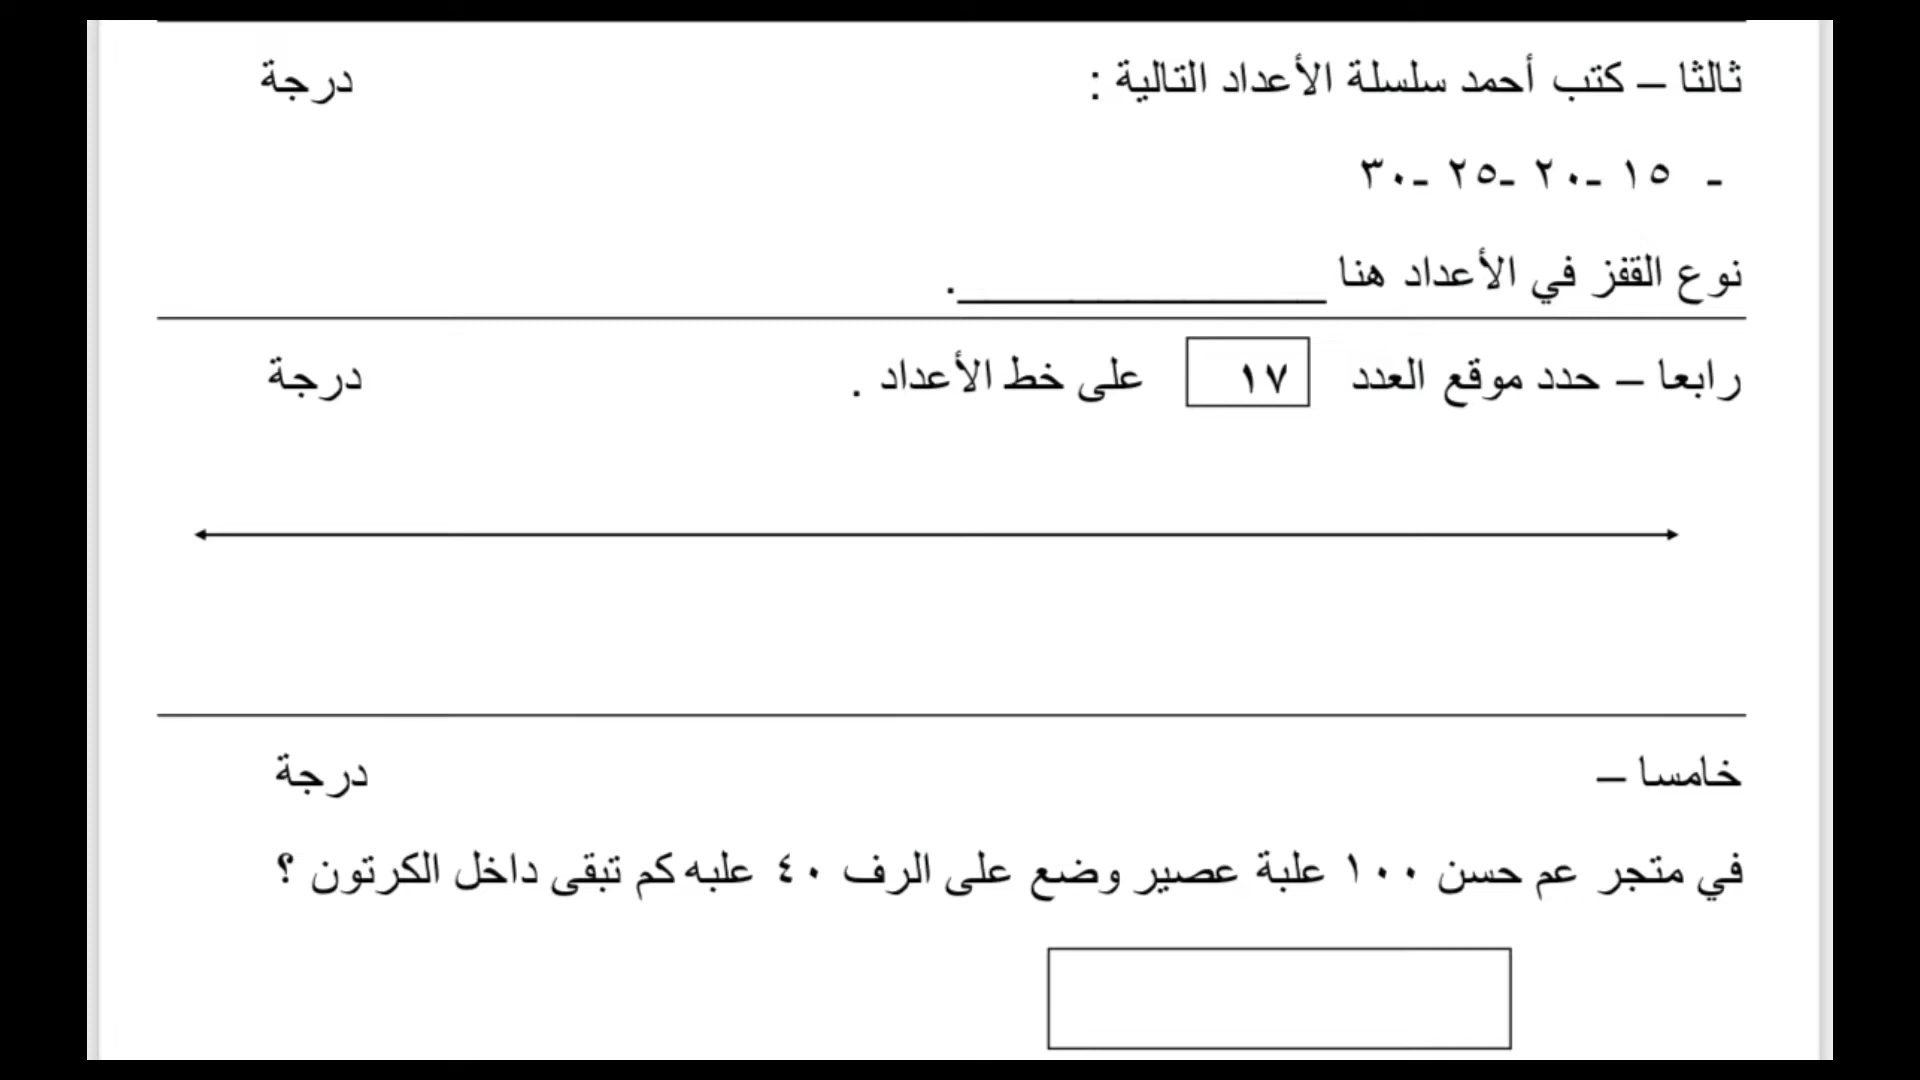 ثالثا – كتب أحمد سلسلة الأعداد التالية : درجة
- ١٥ -٢٠ -٢٥ -٣٠
نوع القفز في الأعداد هنا ________________.
رابعا – حدد موقع العدد ١٧ على خط الأعداد . درجة
خامسا – درجة
في متجر عم حسن ١٠٠ علبة عصير وضع على الرف ٤٠ علبه كم تبقى داخل الكرتون ؟